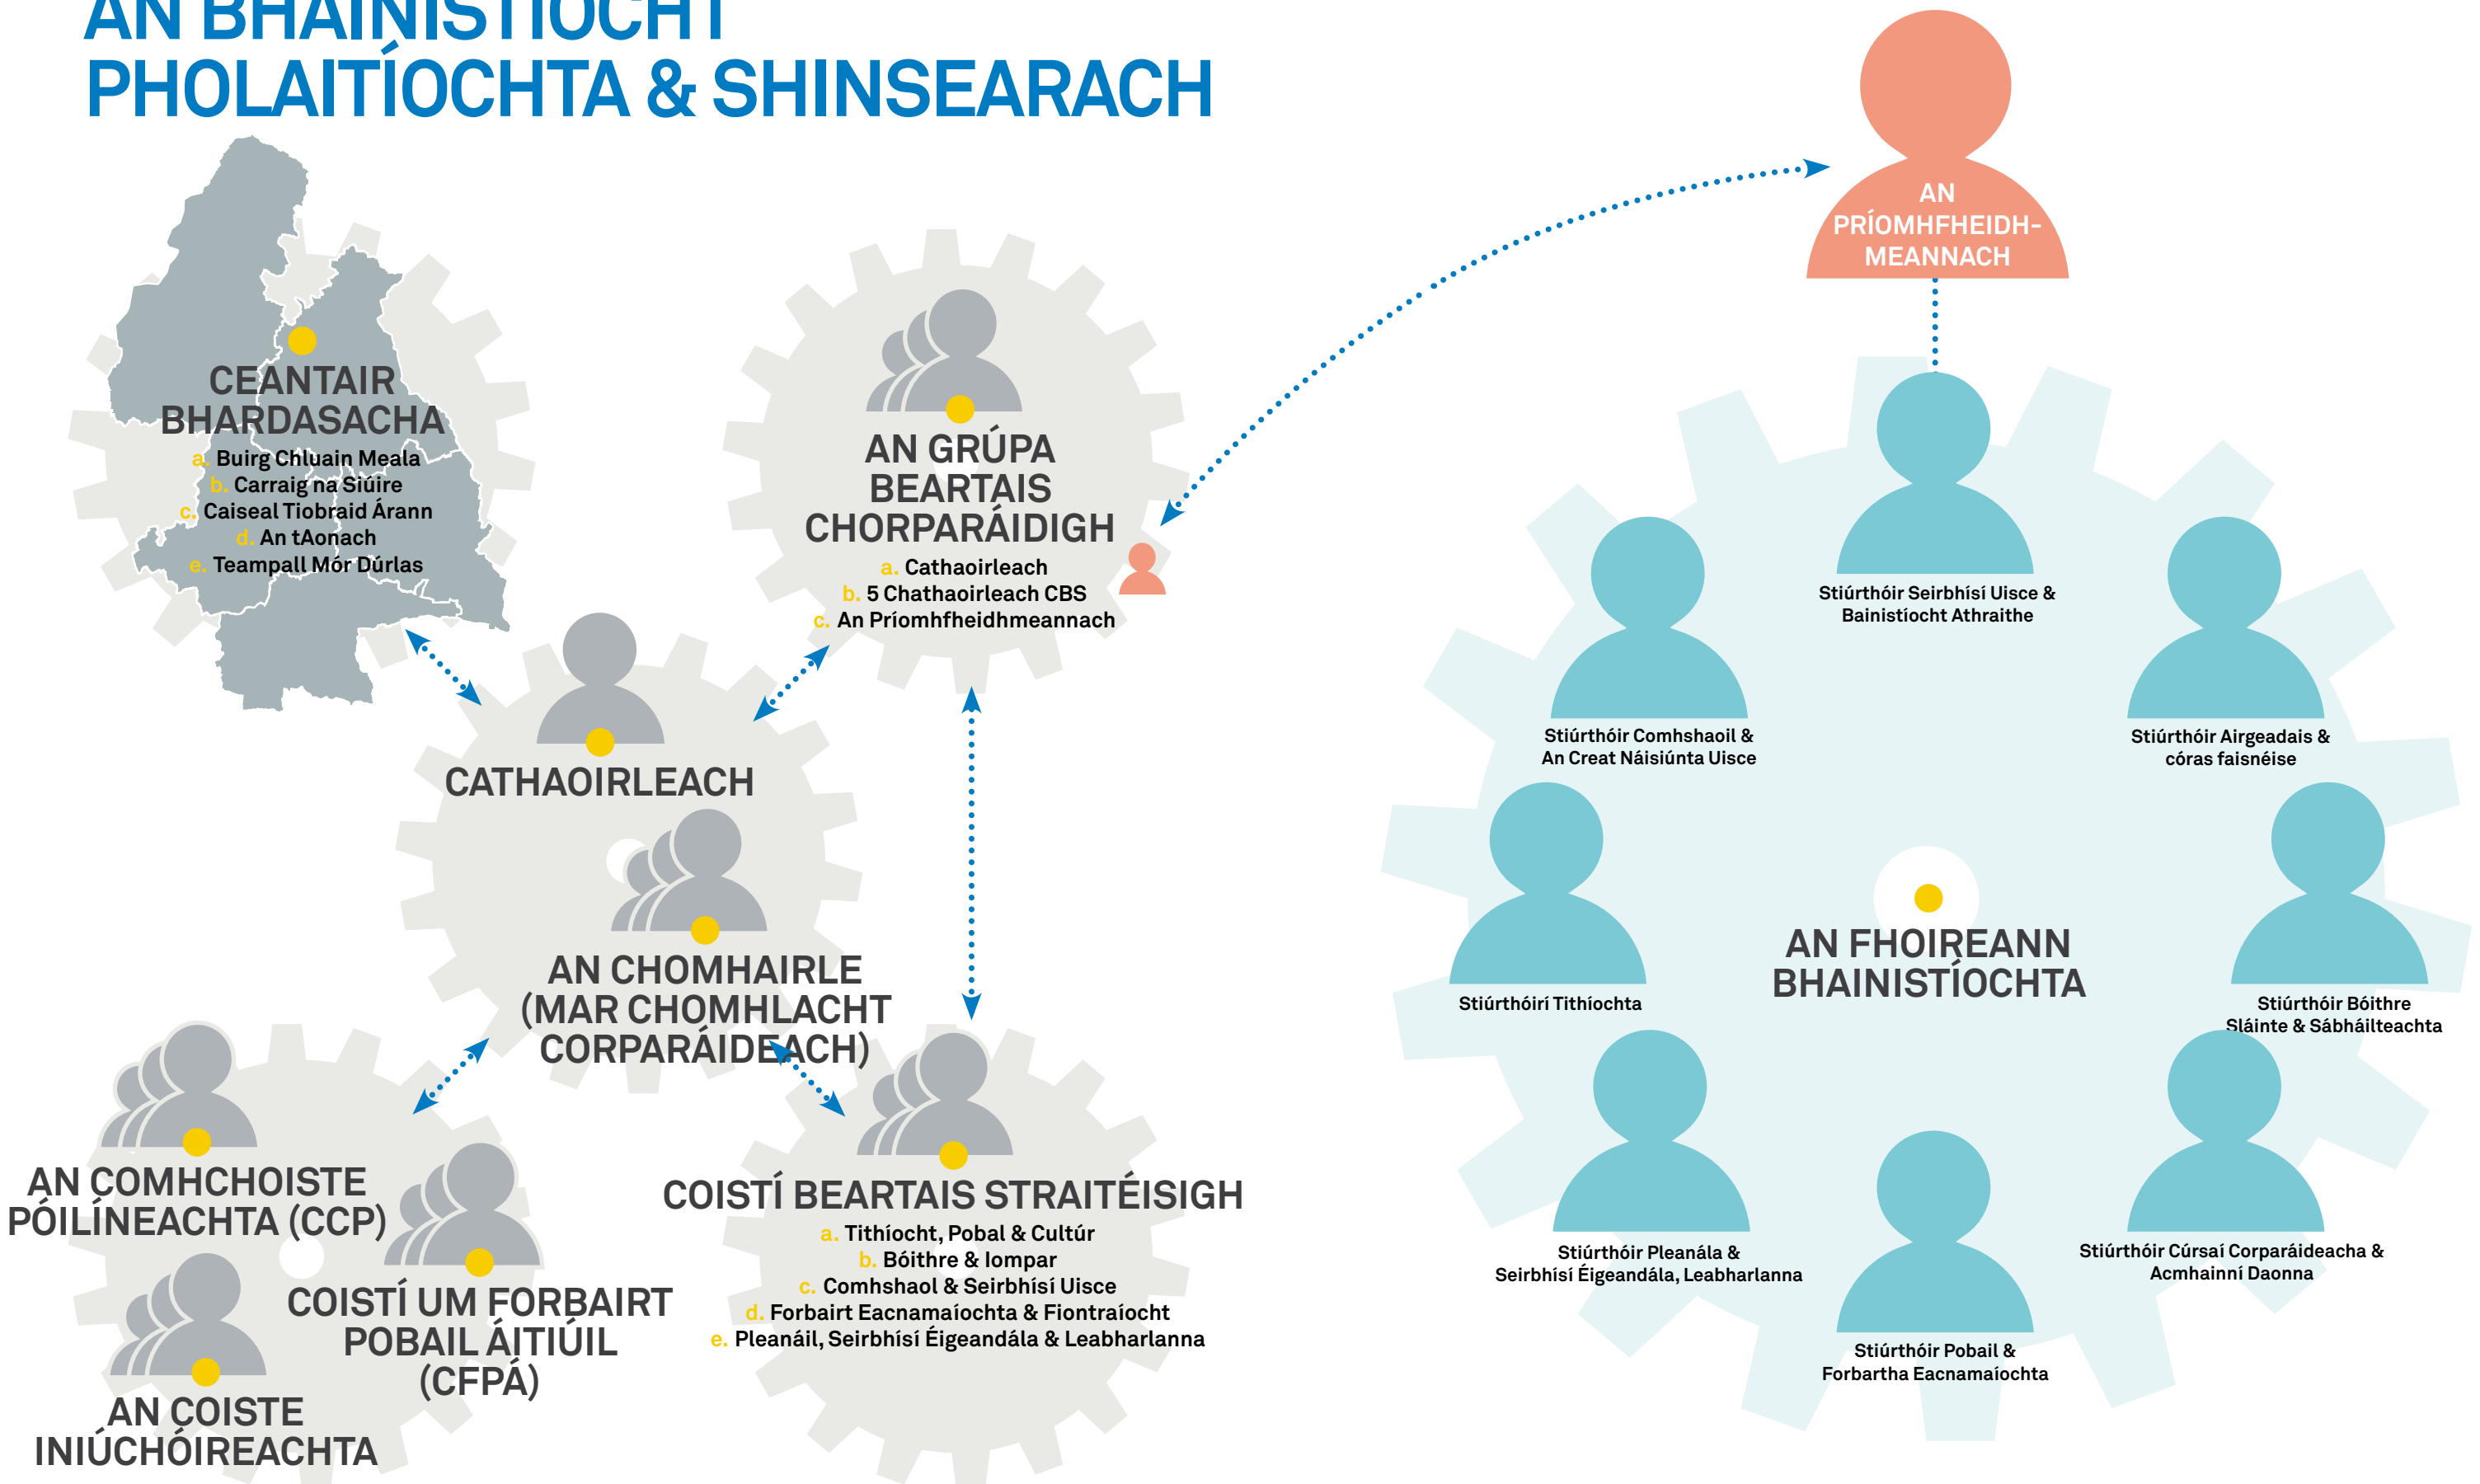 AN BHAINISTÍOCHT
PHOLAITÍOCHTA & SHINSEARACH
AN
PRÍOMHFHEIDH-
MEANNACH
CEANTAIR
BHARDASACHA
a. Buirg Chluain Meala
b. Carraig na Siúire
c. Caiseal Tiobraid Árann
d. An tAonach
e. Teampall Mór Dúrlas
AN GRÚPA
BEARTAIS
CHORPARÁIDIGH
a. Cathaoirleach
b. 5 Chathaoirleach CBS
c. An Príomhfheidhmeannach
CATHAOIRLEACH
AN CHOMHAIRLE
(MAR CHOMHLACHT
CORPARÁIDEACH)
AN COMHCHOISTE
PÓILÍNEACHTA (CCP)
COISTÍ UM FORBAIRT
POBAIL ÁITIÚIL
(CFPÁ)
AN COISTE
INIÚCHÓIREACHTA
COISTÍ BEARTAIS STRAITÉISIGH
a. Tithíocht, Pobal & Cultúr
b. Bóithre & Iompar
c. Comhshaol & Seirbhísí Uisce
d. Forbairt Eacnamaíochta & Fiontraíocht
e. Pleanáil, Seirbhísí Éigeandála & Leabharlanna
Stiúrthóir Seirbhísí Uisce &
Bainistíocht Athraithe
Stiúrthóir Comhshaoil &
An Creat Náisiúnta Uisce
Stiúrthóir Airgeadais &
córas faisnéise
Stiúrthóirí Tithíochta
AN FHOIREANN
BHAINISTÍOCHTA
Stiúrthóir Bóithre
Sláinte & Sábháilteachta
Stiúrthóir Pleanála &
Seirbhísí Éigeandála, Leabharlanna
Stiúrthóir Cúrsaí Corparáideacha &
Acmhainní Daonna
Stiúrthóir Pobail &
Forbartha Eacnamaíochta